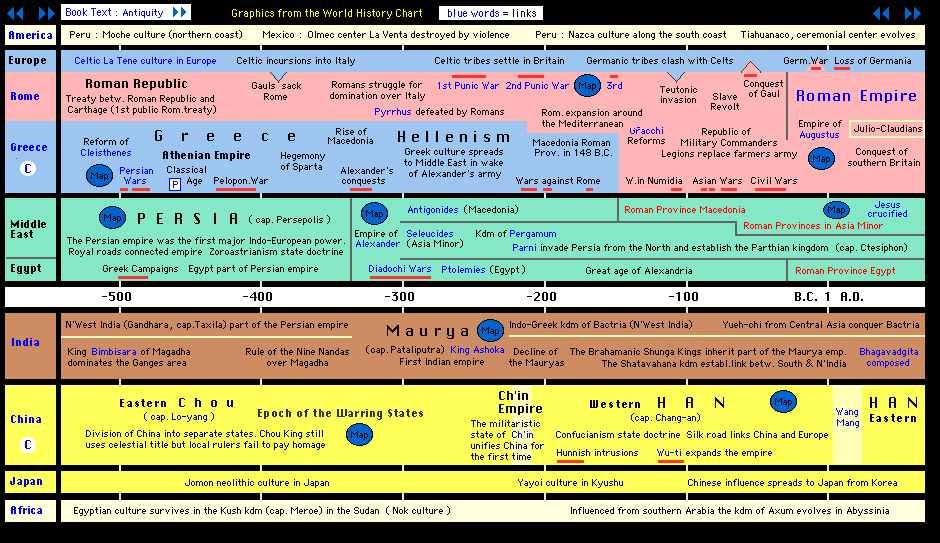 Book Text : Antiquity
Graphics from the World History Chart
blue words = links
America
Peru : Moche culture (northern coast)
Mexico : Olmec center La Venta destroyed by violence
Peru : Nazca culture along the south coast
Tiahuanaco, ceremonial center evolves
Europe
Celtic La Tene culture in Europe
Celtic incursions into Italy
Celtic tribes settle in Britain
Germanic tribes clash with Celts
Germ.War
Loss of Germania
Rome
Roman Republic
Treaty betw. Roman Republic and
Carthage (1st public Rom.treaty)
Gauls sack
Rome
Romans struggle for
domination over Italy
Pyrrhus defeated by Romans
1st Punic War
2nd Punic War
Map
3rd
Rom. expansion around
the Mediterranean
Teutonic
invasion
Slave
Revolt
Conquest
of Gaul
Roman Empire
Empire of
Augustus
Julio-Claudians
Map
Conquest of
southern Britain
Greece
C
Reform of
Cleisthenes
Map
Persian
Wars
Greece
Athenian Empire
Classical
P
Age
Pelopon.War
Hegemony
of Sparta
Rise of
Macedonia
Alexander's
conquests
Hellenism
Greek culture spreads
to Middle East in wake
of Alexander's army
Macedonia Roman
Prov. in 148 B.C.
Wars against Rome
Gracchi
Reforms
Republic of
Military Commanders
Legions replace farmers army
W.in Numidia
Asian Wars
Civil Wars
Middle
East
Map
PERSIA (cap. Persepolis )
The Persian empire was the first major Indo-European power.
Royal roads connected empire Zoroastrianism state doctrine
Map
Empire of
Alexander
Antigonides (Macedonia)
Seleucides
(Asia Minor)
Kdm of Pergamum
Parni invade Persia from the North and establish the Parthian kingdom (cap. Ctesiphon)
Roman Province Macedonia
Map
Jesus
crucified
Roman Provinces in Asia Minor
Egypt
Greek Campaigns
Egypt part of Persian empire
Diadochi Wars
Ptolemies (Egypt)
Great age of Alexandria
Roman Province Egypt
-500
-400
-300
-200
-100
B.C. 1 A.D.
India
N'West India (Gandhara, cap.Taxila) part of the Persian empire
King Bimbisara of Magadha
dominates the Ganges area
Rule of the Nine Nandas
over Magadha
Maurya
Map
(cap.Pataliputra) King Ashoka
First Indian empire
Indo-Greek kdm of Bactria (N'West India)
Yueh-chi from Central Asia conquer Bactria
Decline of
the Mauryas
The Brahamanic Shunga Kings inherit part of the Maurya emp.
The Shatavahana kdm establ.link betw. South & N'India
Bhagavadgita
composed
China
C
Eastern Chou
( cap. Lo-yang )
Epoch of the Warring States
Division of China into separate states. Chou King still
uses celestial title but local rulers fail to pay homage
Map
Ch'in
Empire
The militaristic
state of Ch'in
unifies China for
the first time
Western HAN
(cap. Chang-an)
Map
Confucianism state doctrine Silk road links China and Europe
Hunnish intrusions
Wu-ti expands the empire
Wang
Mang
HAN
Eastern
Japan
Jomon neolithic culture in Japan
Yayoi culture in Kyushu
Chinese influence spreads to Japan from Korea
Africa
Egyptian culture survives in the Kush kdm (cap. Meroe) in the Sudan ( Nok culture )
Influenced from southern Arabia the kdm of Axum evolves in Abyssinia